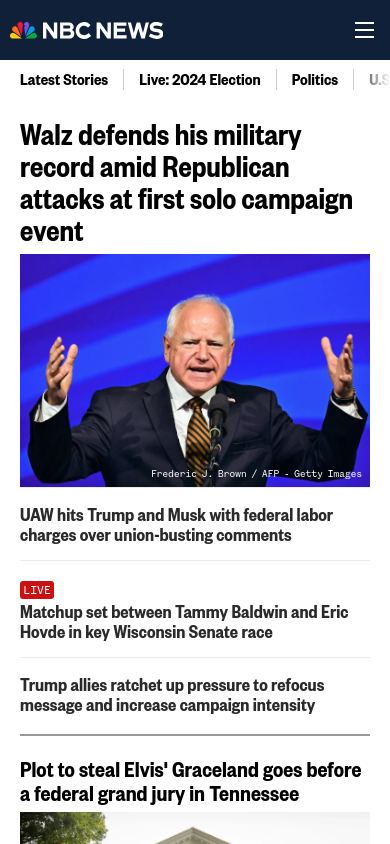 NBC NEWS
Latest Stories
Live: 2024 Election
Politics
Walz defends his military
record amid Republican
attacks at first solo campaign
event
Frederic J. Brown / AFP - Getty Images
UAW hits Trump and Musk with federal labor
charges over union-busting comments
LIVE
Matchup set between Tammy Baldwin and Eric
Hovde in key Wisconsin Senate race
Trump allies ratchet up pressure to refocus
message and increase campaign intensity
Plot to steal Elvis' Graceland goes before
a federal grand jury in Tennessee